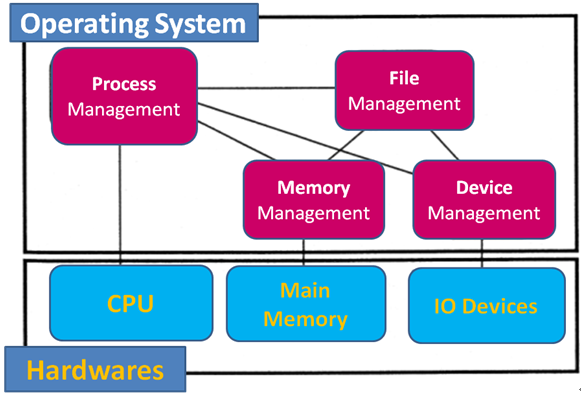 Operating System
Process
Management
File
Management
Memory
Management
Device
Management
CPU
Main
Memory
IO Devices
Hardwares